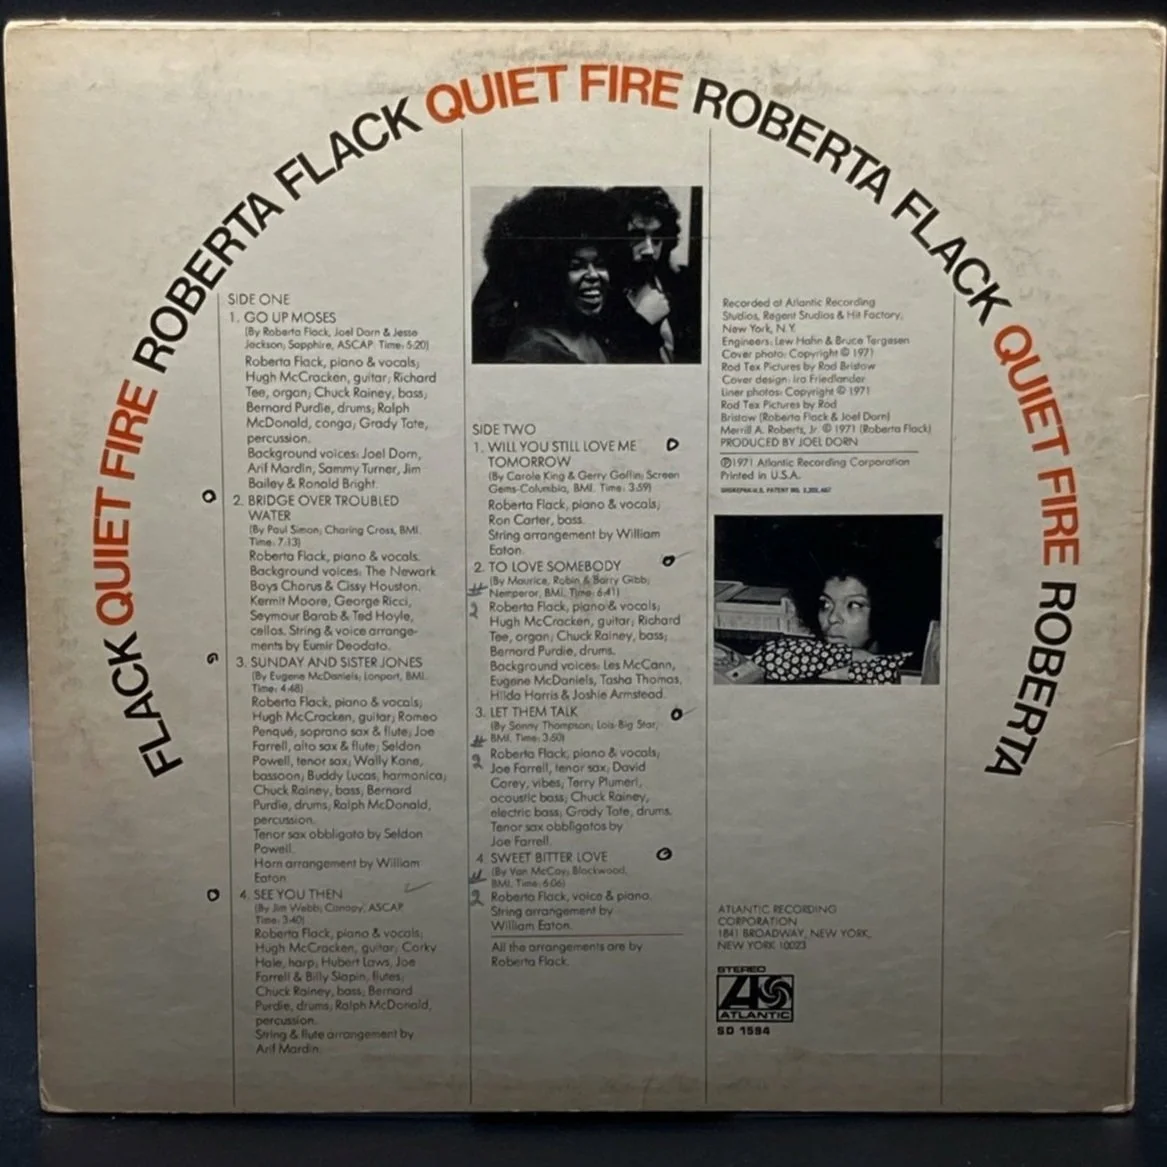 FLACK QUIET FIRE ROBERTA FLACK QUIET FIRE ROBERTA FLACK QUIET FIRE ROBERTA
SIDE ONE
1. GO UP MOSES
(By Roberta Flack, Joel Dorn & Jesse
Jackson; Sapphire, ASCAP. Time: 5:20)
Roberta Flack, piano & vocals;
Hugh McCracken, guitar; Richard
Tee, organ; Chuck Rainey, bass;
Bernard Purdie, drums; Ralph
McDonald, conga; Grady Tate,
percussion.
Background voices: Joel Dorn,
Arif Mardin, Sammy Turner, Jim
Bailey & Ronald Bright.
2. BRIDGE OVER TROUBLED
WATER
(By Paul Simon; Charing Cross, BMI.
Time: 7:13)
Roberta Flack, piano & vocals.
Background voices: The Newark
Boys Chorus & Cissy Houston.
Kermit Moore, George Ricci,
Seymour Barab & Ted Hoyle,
cellos. String & voice arrange-
ments by Eumir Deodato.
3. SUNDAY AND SISTER JONES
(By Eugene McDaniels; Lonport, BMI.
Time: 4:48)
Roberta Flack, piano & vocals;
Hugh McCracken, guitar; Romeo
Penqué, soprano sax & flute; Joe
Farrell, alto sax & flute; Seldon
Powell, tenor sax; Wally Kane,
bassoon; Buddy Lucas, harmonica;
Chuck Rainey, bass; Bernard
Purdie, drums; Ralph McDonald,
percussion.
Tenor sax obbligato by Seldon
Powell.
Horn arrangement by William
Eaton.
4. SEE YOU THEN
(By Jim Webb; Canopy, ASCAP.
Time: 3:40)
Roberta Flack, piano & vocals;
Hugh McCracken, guitar; Corky
Hale, harp; Hubert Laws, Joe
Farrell & Billy Slapin, flutes;
Chuck Rainey, bass; Bernard
Purdie, drums; Ralph McDonald,
percussion.
String & flute arrangement by
Arif Mardin.
SIDE TWO
1. WILL YOU STILL LOVE ME
TOMORROW
(By Carole King & Gerry Goffin; Screen
Gems-Columbia, BMI. Time: 3:59)
Roberta Flack, piano & vocals;
Ron Carter, bass.
String arrangement by William
Eaton.
2. TO LOVE SOMEBODY
(By Maurice, Robin & Barry Gibb;
# Nemperor, BMI. Time: 6:41)
2 Roberta Flack, piano & vocals;
Hugh McCracken, guitar; Richard
Tee, organ; Chuck Rainey, bass;
Bernard Purdie, drums.
Background voices: Les McCann,
Eugene McDaniels, Tasha Thomas,
Hilda Harris & Joshie Armstead.
3. LET THEM TALK
(By Sonny Thompson; Lois-Big Star,
# BMI. Time: 3:50)
2 Roberta Flack, piano & vocals;
Joe Farrell, tenor sax; David
Carey, vibes; Terry Plumeri,
acoustic bass; Chuck Rainey,
electric bass; Grady Tate, drums.
Tenor sax obbligatos by
Joe Farrell.
4. SWEET BITTER LOVE
(By Van McCoy; Blackwood,
BMI. Time: 6:06)
2 Roberta Flack, voice & piano.
String arrangement by
William Eaton.
All the arrangements are by
Roberta Flack.
Recorded at Atlantic Recording
Studios, Regent Studios & Hit Factory,
New York, N.Y.
Engineers: Lew Hahn & Bruce Tergesen
Cover photo: Copyright © 1971
Rod Tex Pictures by Rod Bristow
Cover design: Ira Friedlander
Liner photos: Copyright © 1971
Rod Tex Pictures by Rod
Bristow (Roberta Flack & Joel Dorn)
Merrill A. Roberts, Jr. © 1971 (Roberta Flack)
PRODUCED BY JOEL DORN
℗1971 Atlantic Recording Corporation
Printed in U.S.A.
ATLANTIC RECORDING
CORPORATION
1841 BROADWAY, NEW YORK,
NEW YORK 10023
STEREO
ATLANTIC
SD 1594